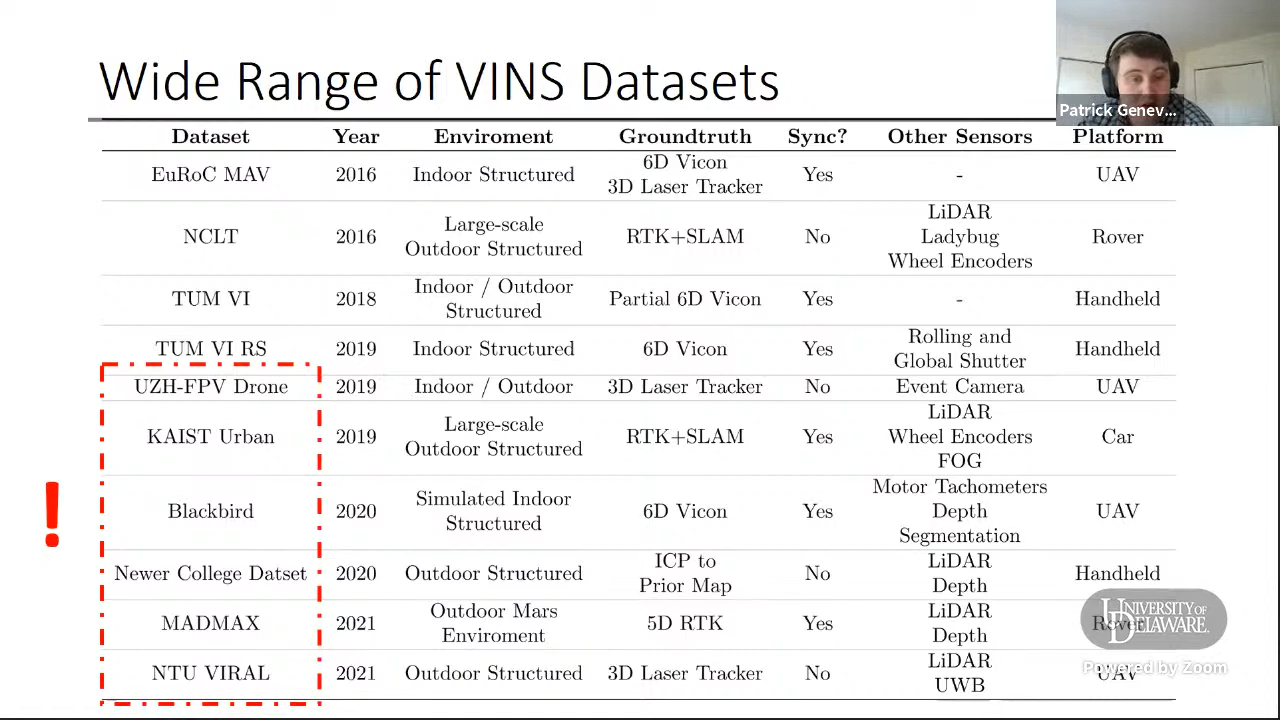 Wide Range of VINS Datasets
Patrick Genev...
Dataset Year Enviroment Groundtruth Sync? Other Sensors Platform
EuRoC MAV 2016 Indoor Structured 6D Vicon
3D Laser Tracker Yes - UAV
NCLT 2016 Large-scale
Outdoor Structured RTK+SLAM No LiDAR
Ladybug
Wheel Encoders Rover
TUM VI 2018 Indoor / Outdoor
Structured Partial 6D Vicon Yes - Handheld
TUM VI RS 2019 Indoor Structured 6D Vicon Yes Rolling and
Global Shutter Handheld
UZH-FPV Drone 2019 Indoor / Outdoor 3D Laser Tracker No Event Camera UAV
KAIST Urban 2019 Large-scale
Outdoor Structured RTK+SLAM Yes LiDAR
Wheel Encoders
FOG Car
! Blackbird 2020 Simulated Indoor
Structured 6D Vicon Yes Motor Tachometers
Depth
Segmentation UAV
Newer College Datset 2020 Outdoor Structured ICP to
Prior Map No LiDAR
Depth Handheld
MADMAX 2021 Outdoor Mars
Enviroment 5D RTK Yes LiDAR
Depth Rover
NTU VIRAL 2021 Outdoor Structured 3D Laser Tracker No LiDAR
UWB UAV
UNIVERSITY OF
DELAWARE.
Powered by Zoom